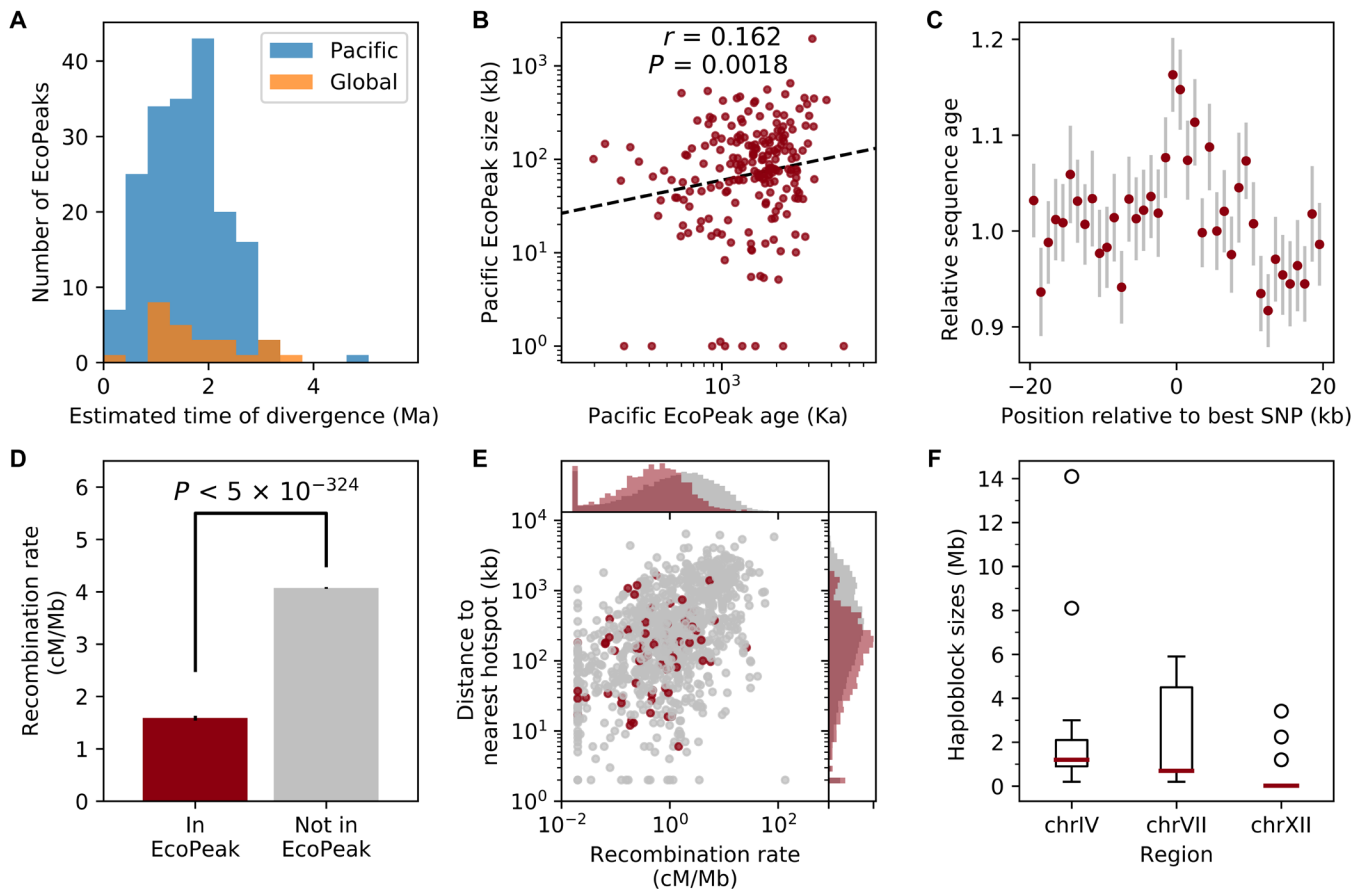 A
Number of EcoPeaks
40
30
20
10
0
0
2
4
Estimated time of divergence (Ma)
Pacific
Global
B
Pacific EcoPeak size (kb)
10³
10²
10¹
10⁰
10³
Pacific EcoPeak age (Ka)
r = 0.162
P = 0.0018
C
Relative sequence age
1.2
1.1
1.0
0.9
−20
0
20
Position relative to best SNP (kb)
D
Recombination rate
(cM/Mb)
6
5
4
3
2
1
0
P < 5 × 10⁻³²⁴
In
EcoPeak
Not in
EcoPeak
E
Distance to
nearest hotspot (kb)
10⁴
10³
10²
10¹
10⁰
10⁻²
10⁰
10²
Recombination rate
(cM/Mb)
F
Haploblock sizes (Mb)
14
12
10
8
6
4
2
0
chrIV
chrVII
chrXII
Region